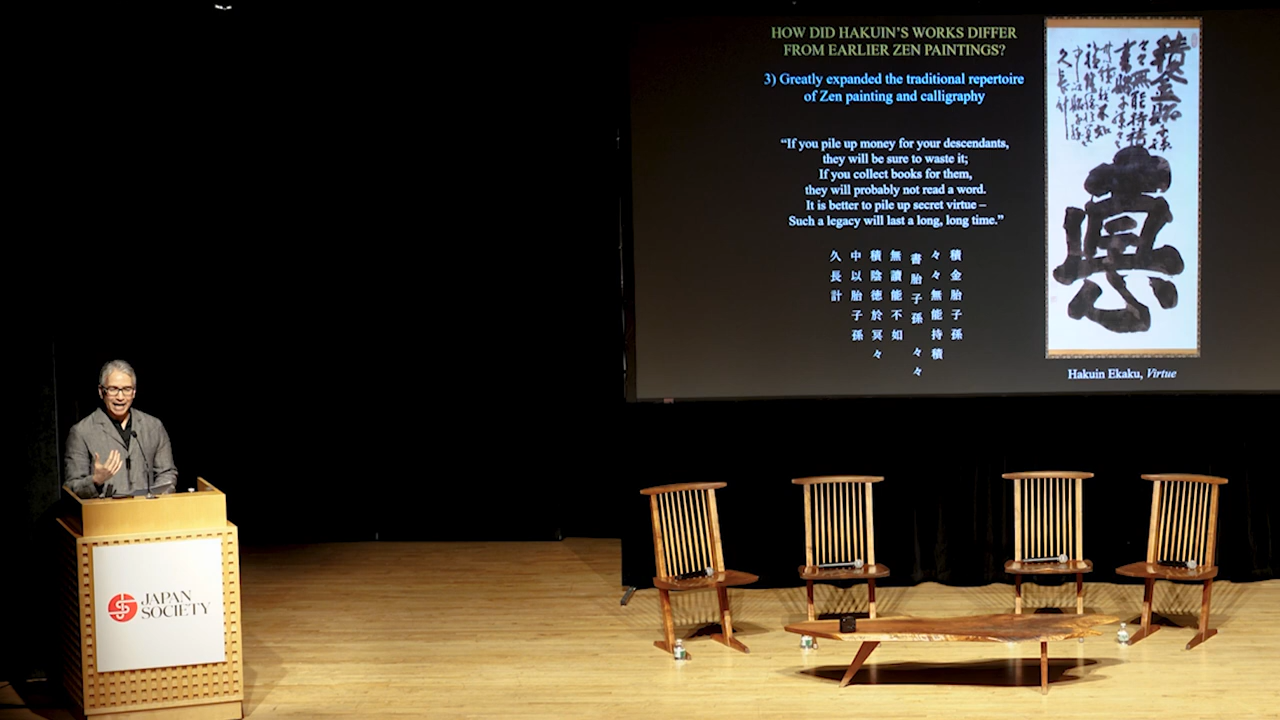 HOW DID HAKUIN'S WORKS DIFFER
FROM EARLIER ZEN PAINTINGS?
3) Greatly expanded the traditional repertoire
of Zen painting and calligraphy
“If you pile up money for your descendants,
they will be sure to waste it;
If you collect books for them,
they will probably not read a word.
It is better to pile up secret virtue –
Such a legacy will last a long, long time.”
積金胎子孫
々々無能持積
書胎子孫 々々
無讀能不如
積陰徳於冥々
中以胎子孫
久長計
悳
Hakuin Ekaku, Virtue
JAPAN
SOCIETY